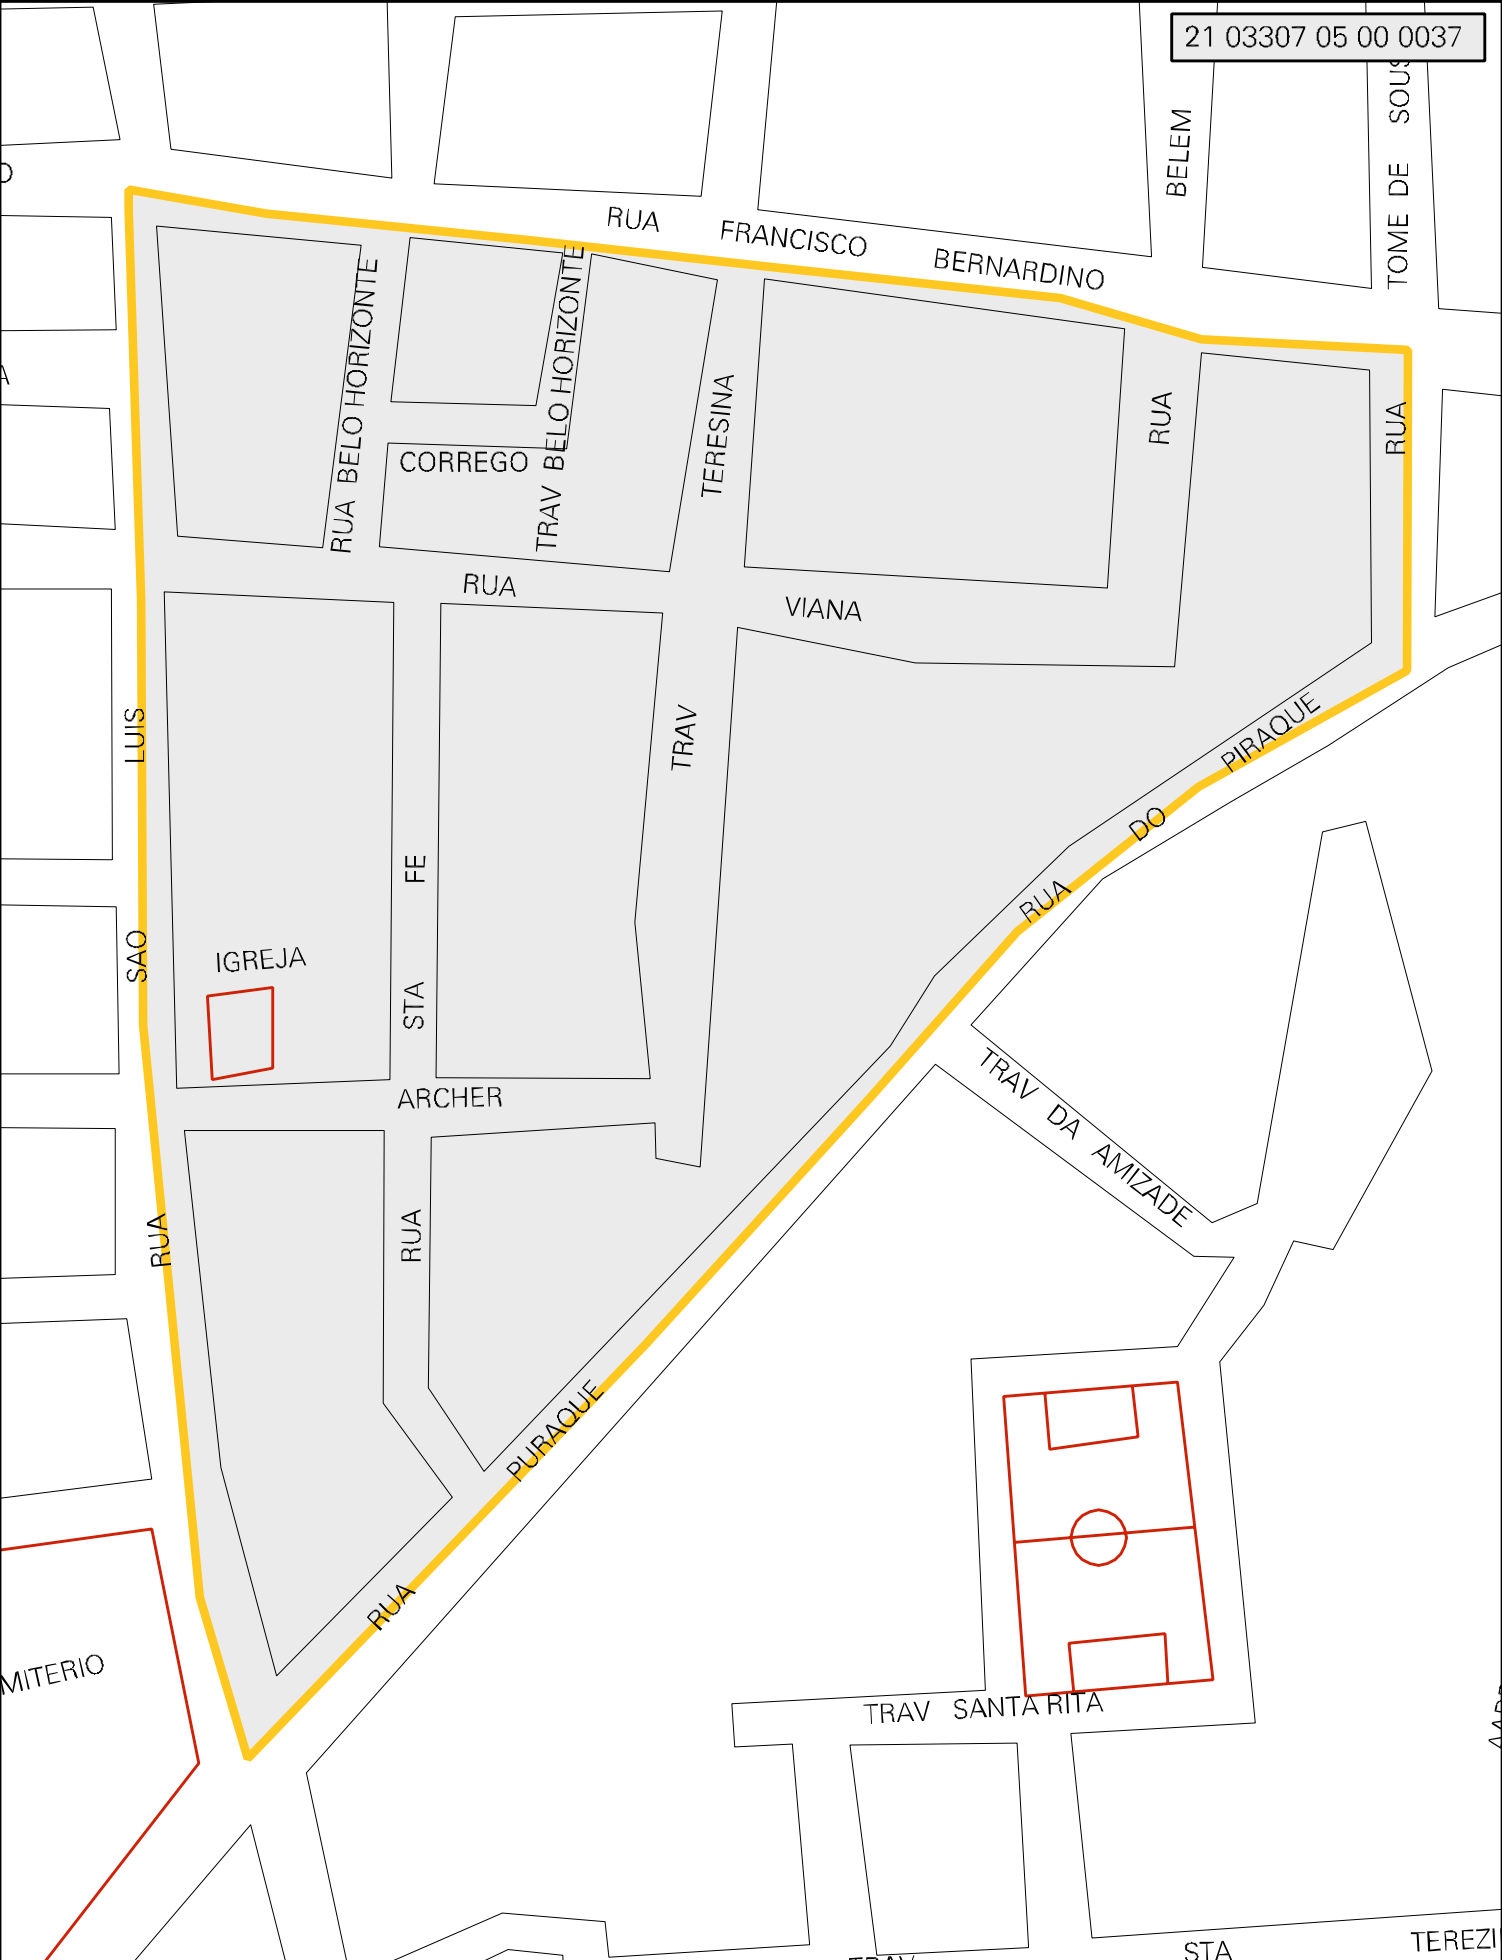 21 03307 05 00 0037
BELEM
TOME DE SOUS
RUA FRANCISCO BERNARDINO
RUA BELO HORIZONTE
TRAV BELO HORIZONTE
CORREGO
TERESINA
RUA
RUA
RUA VIANA
LUIS
TRAV
RUA DO PIRAQUE
FE
SAO
IGREJA
STA
ARCHER
TRAV DA AMIZADE
RUA
RUA
RUA PURAQUE
MITERIO
TRAV SANTA RITA
STA TEREZI